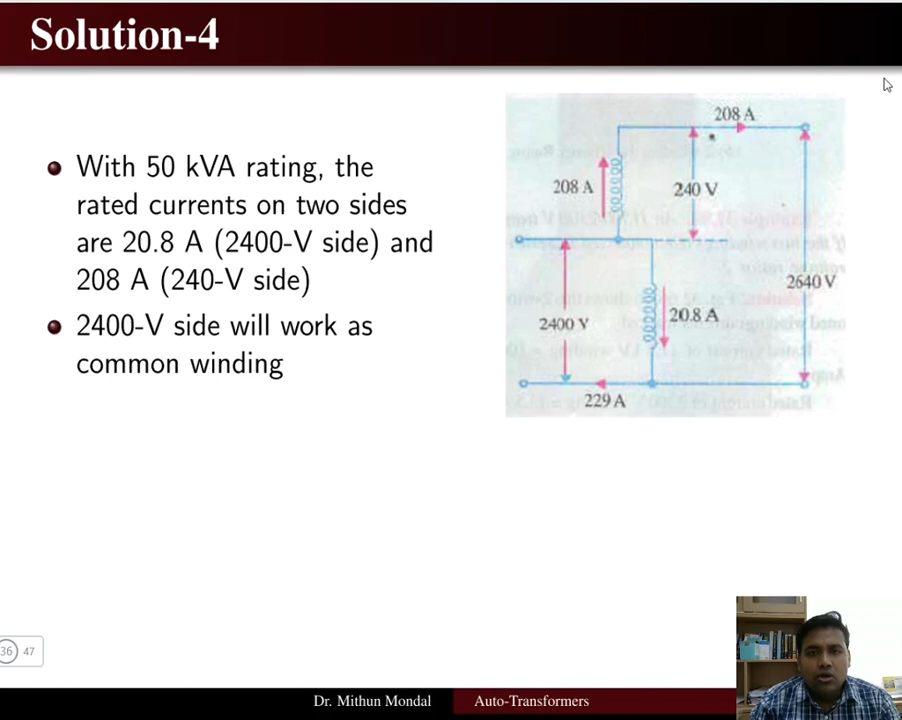 Solution-4
With 50 kVA rating, the
rated currents on two sides
are 20.8 A (2400-V side) and
208 A (240-V side)
2400-V side will work as
common winding
208 A
208 A
240 V
2640 V
20.8 A
2400 V
229 A
36 47
Dr. Mithun Mondal Auto-Transformers